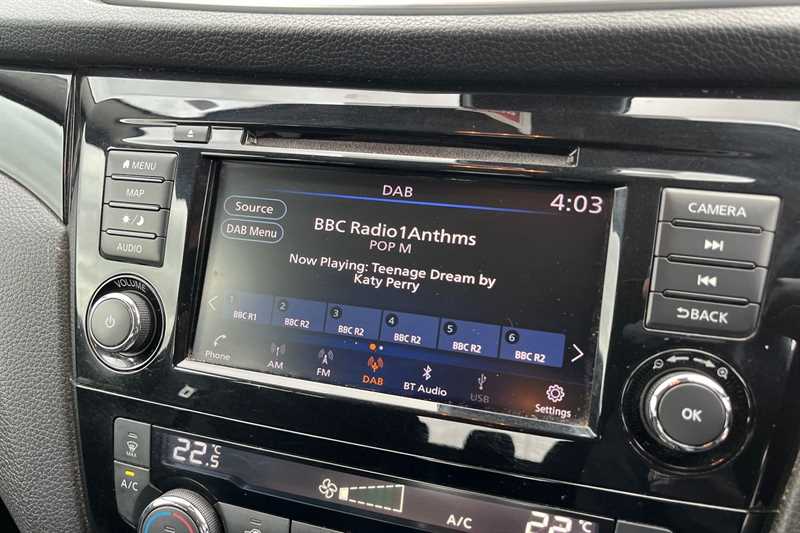 MENU
MAP
AUDIO
VOLUME
DAB
4:03
Source
DAB Menu
BBC Radio1Anthms
POP M
Now Playing: Teenage Dream by
Katy Perry
1
BBC R1
2
BBC R2
3
BBC R2
4
BBC R2
5
BBC R2
6
BBC R2
Phone
AM
FM
DAB
BT Audio
USB
Settings
CAMERA
BACK
OK
MAX
A/C
22.5°C
A/C
22°C